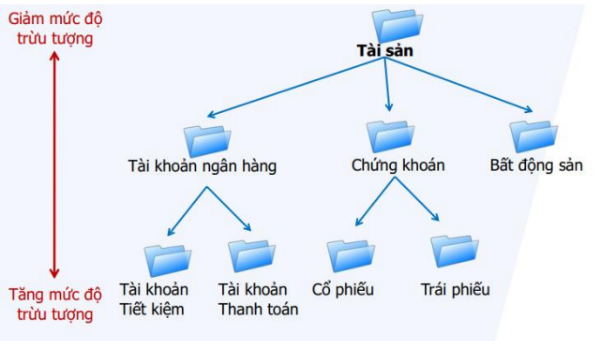 Giảm mức độ
trừu tượng
Tài sản
Tài khoản ngân hàng
Chứng khoán
Bất động sản
Tăng mức độ
trừu tượng
Tài khoản
Tiết kiệm
Tài khoản
Thanh toán
Cổ phiếu
Trái phiếu